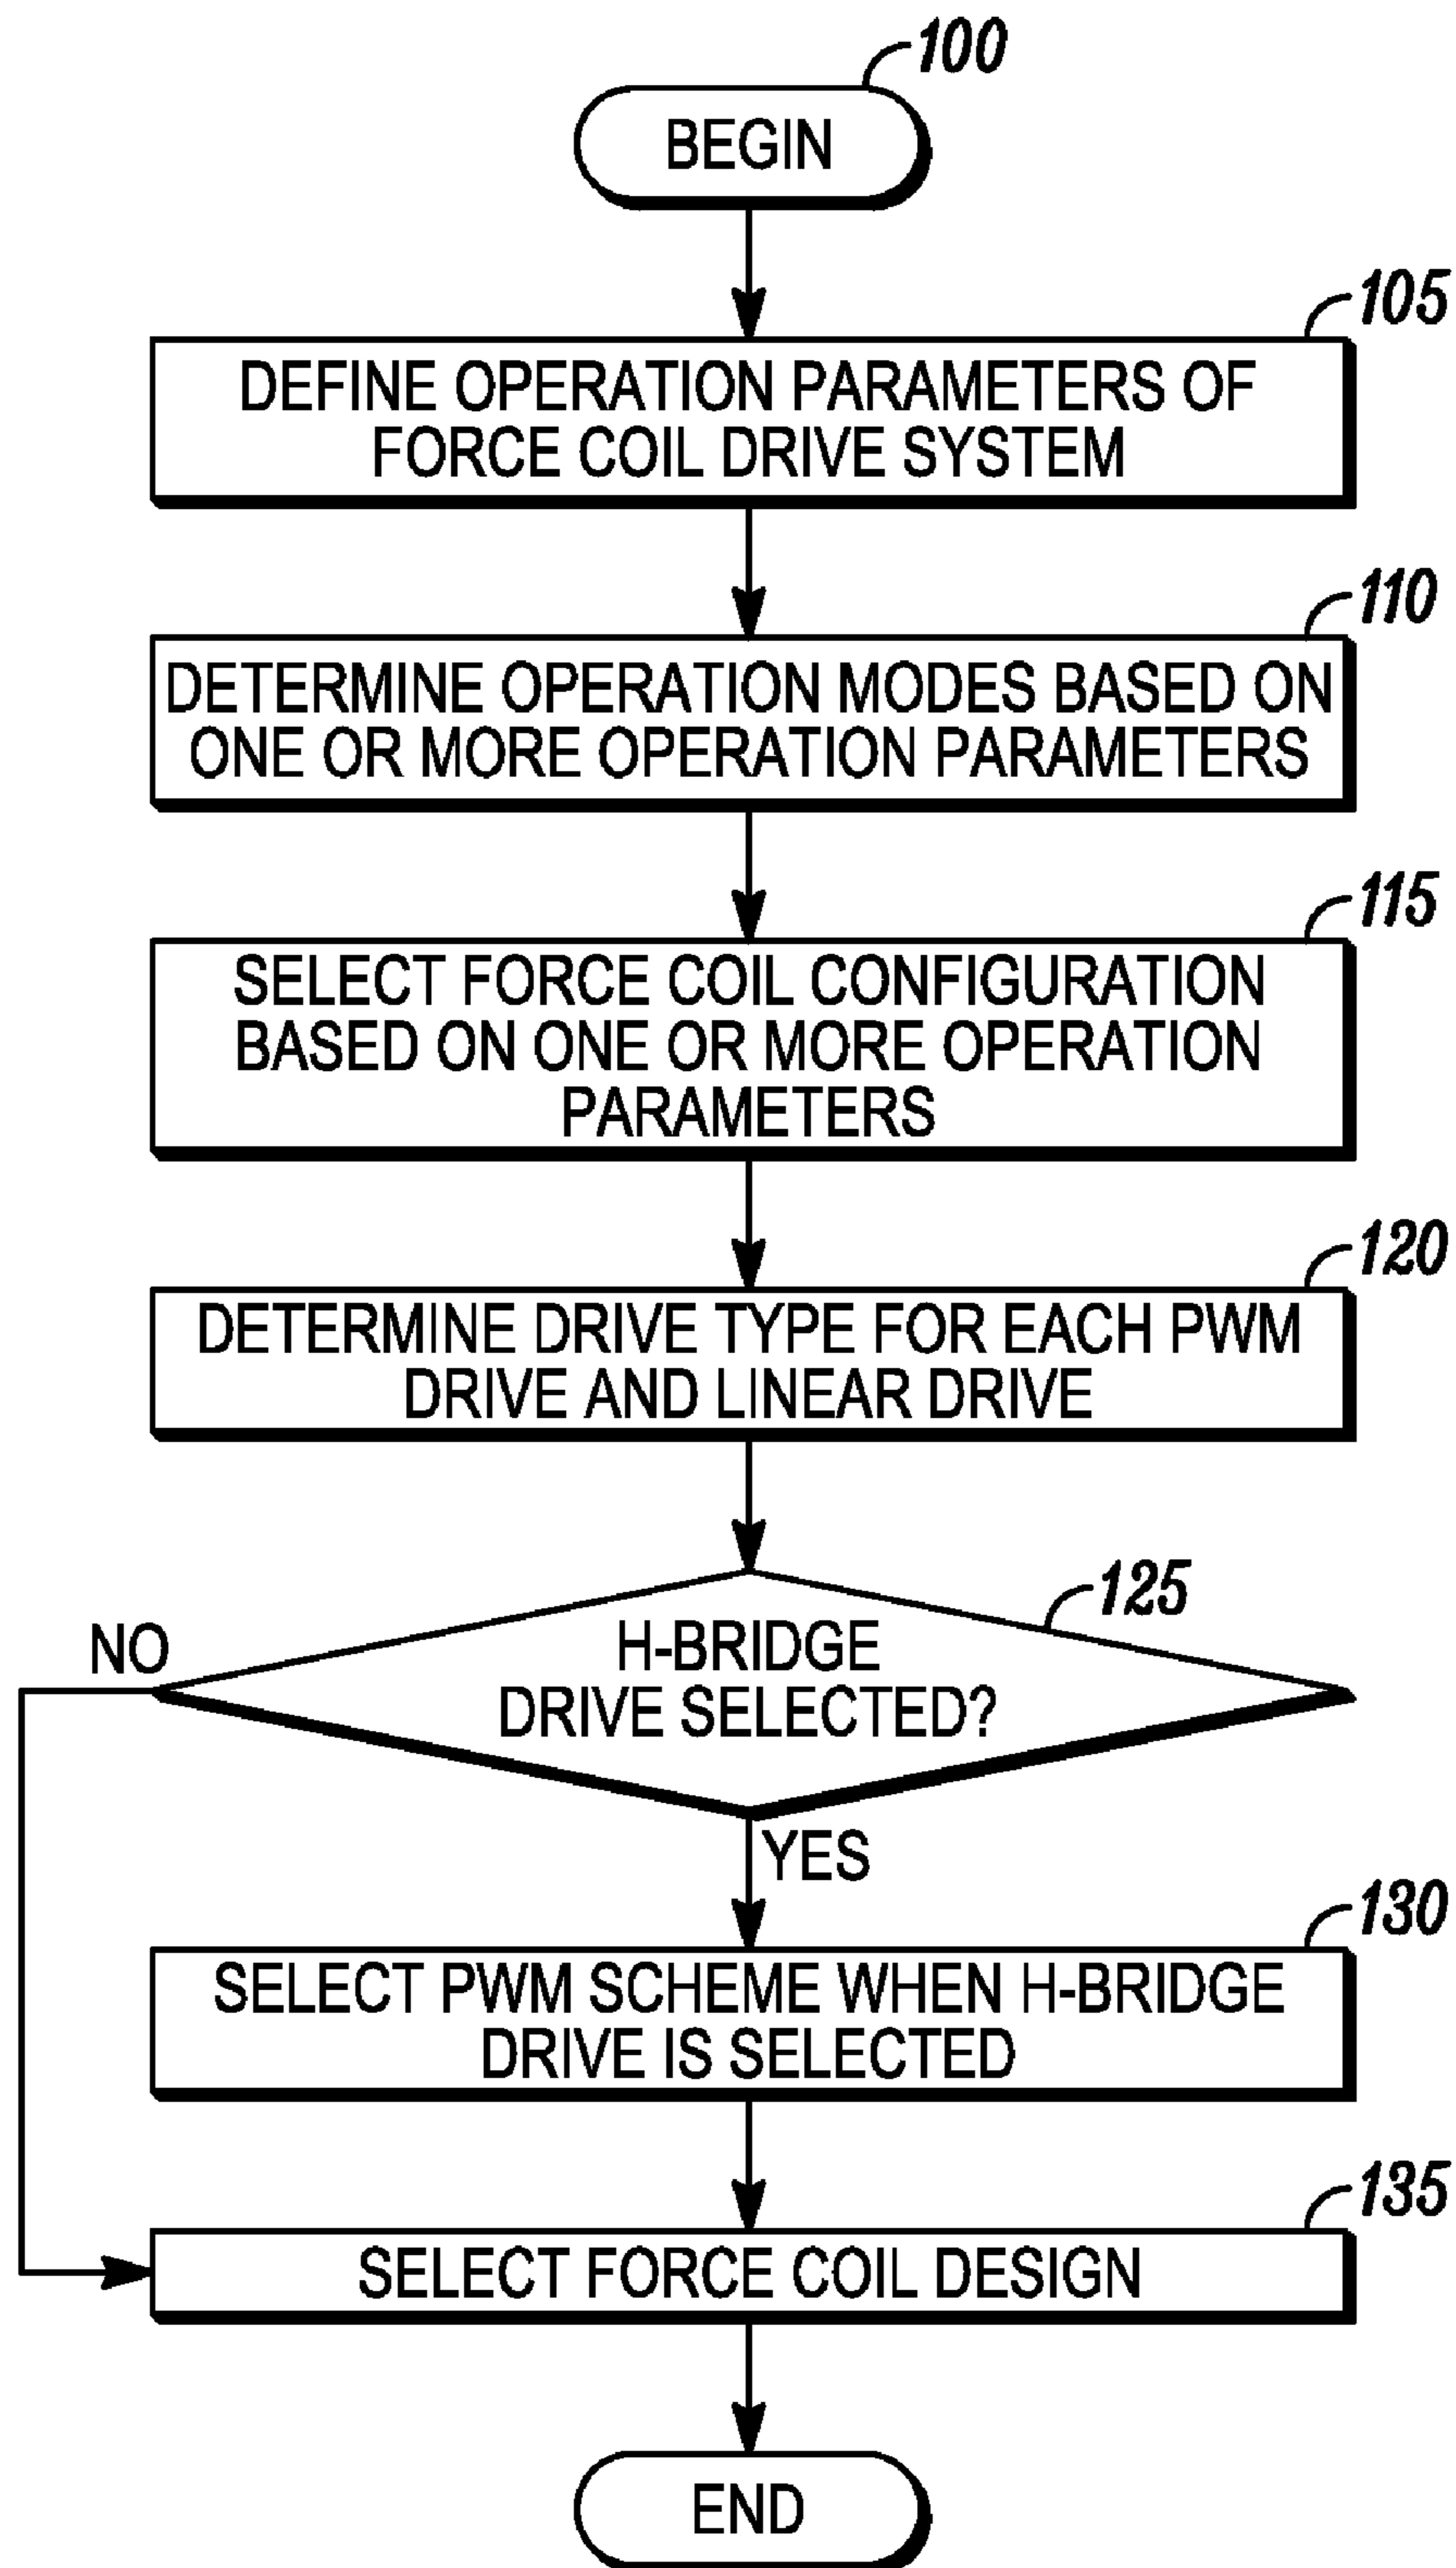 100
BEGIN
105
DEFINE OPERATION PARAMETERS OF
FORCE COIL DRIVE SYSTEM
110
DETERMINE OPERATION MODES BASED ON
ONE OR MORE OPERATION PARAMETERS
115
SELECT FORCE COIL CONFIGURATION
BASED ON ONE OR MORE OPERATION
PARAMETERS
120
DETERMINE DRIVE TYPE FOR EACH PWM
DRIVE AND LINEAR DRIVE
125
H-BRIDGE
DRIVE SELECTED?
NO
YES
130
SELECT PWM SCHEME WHEN H-BRIDGE
DRIVE IS SELECTED
135
SELECT FORCE COIL DESIGN
END